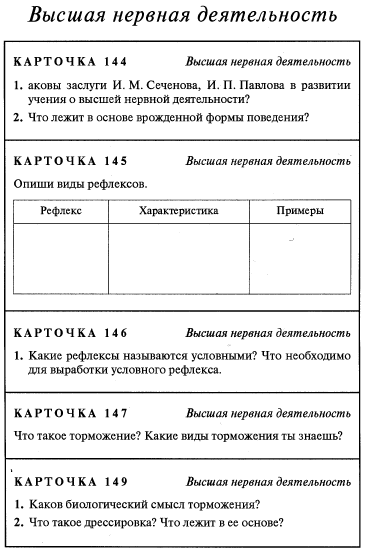 Высшая нервная деятельность
КАРТОЧКА 144 Высшая нервная деятельность
1. аковы заслуги И. М. Сеченова, И. П. Павлова в развитии
учения о высшей нервной деятельности?
2. Что лежит в основе врожденной формы поведения?
КАРТОЧКА 145 Высшая нервная деятельность
Опиши виды рефлексов.
Рефлекс Характеристика Примеры
КАРТОЧКА 146 Высшая нервная деятельность
1. Какие рефлексы называются условными? Что необходимо
для выработки условного рефлекса.
КАРТОЧКА 147 Высшая нервная деятельность
Что такое торможение? Какие виды торможения ты знаешь?
КАРТОЧКА 149 Высшая нервная деятельность
1. Каков биологический смысл торможения?
2. Что такое дрессировка? Что лежит в ее основе?